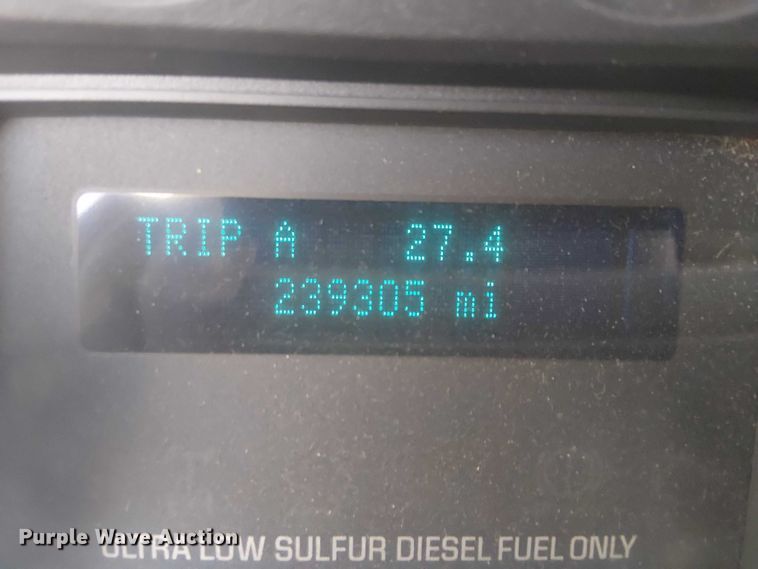 TRIP A 27.4
239305 mi
Purple Wave Auction
ULTRA LOW SULFUR DIESEL FUEL ONLY